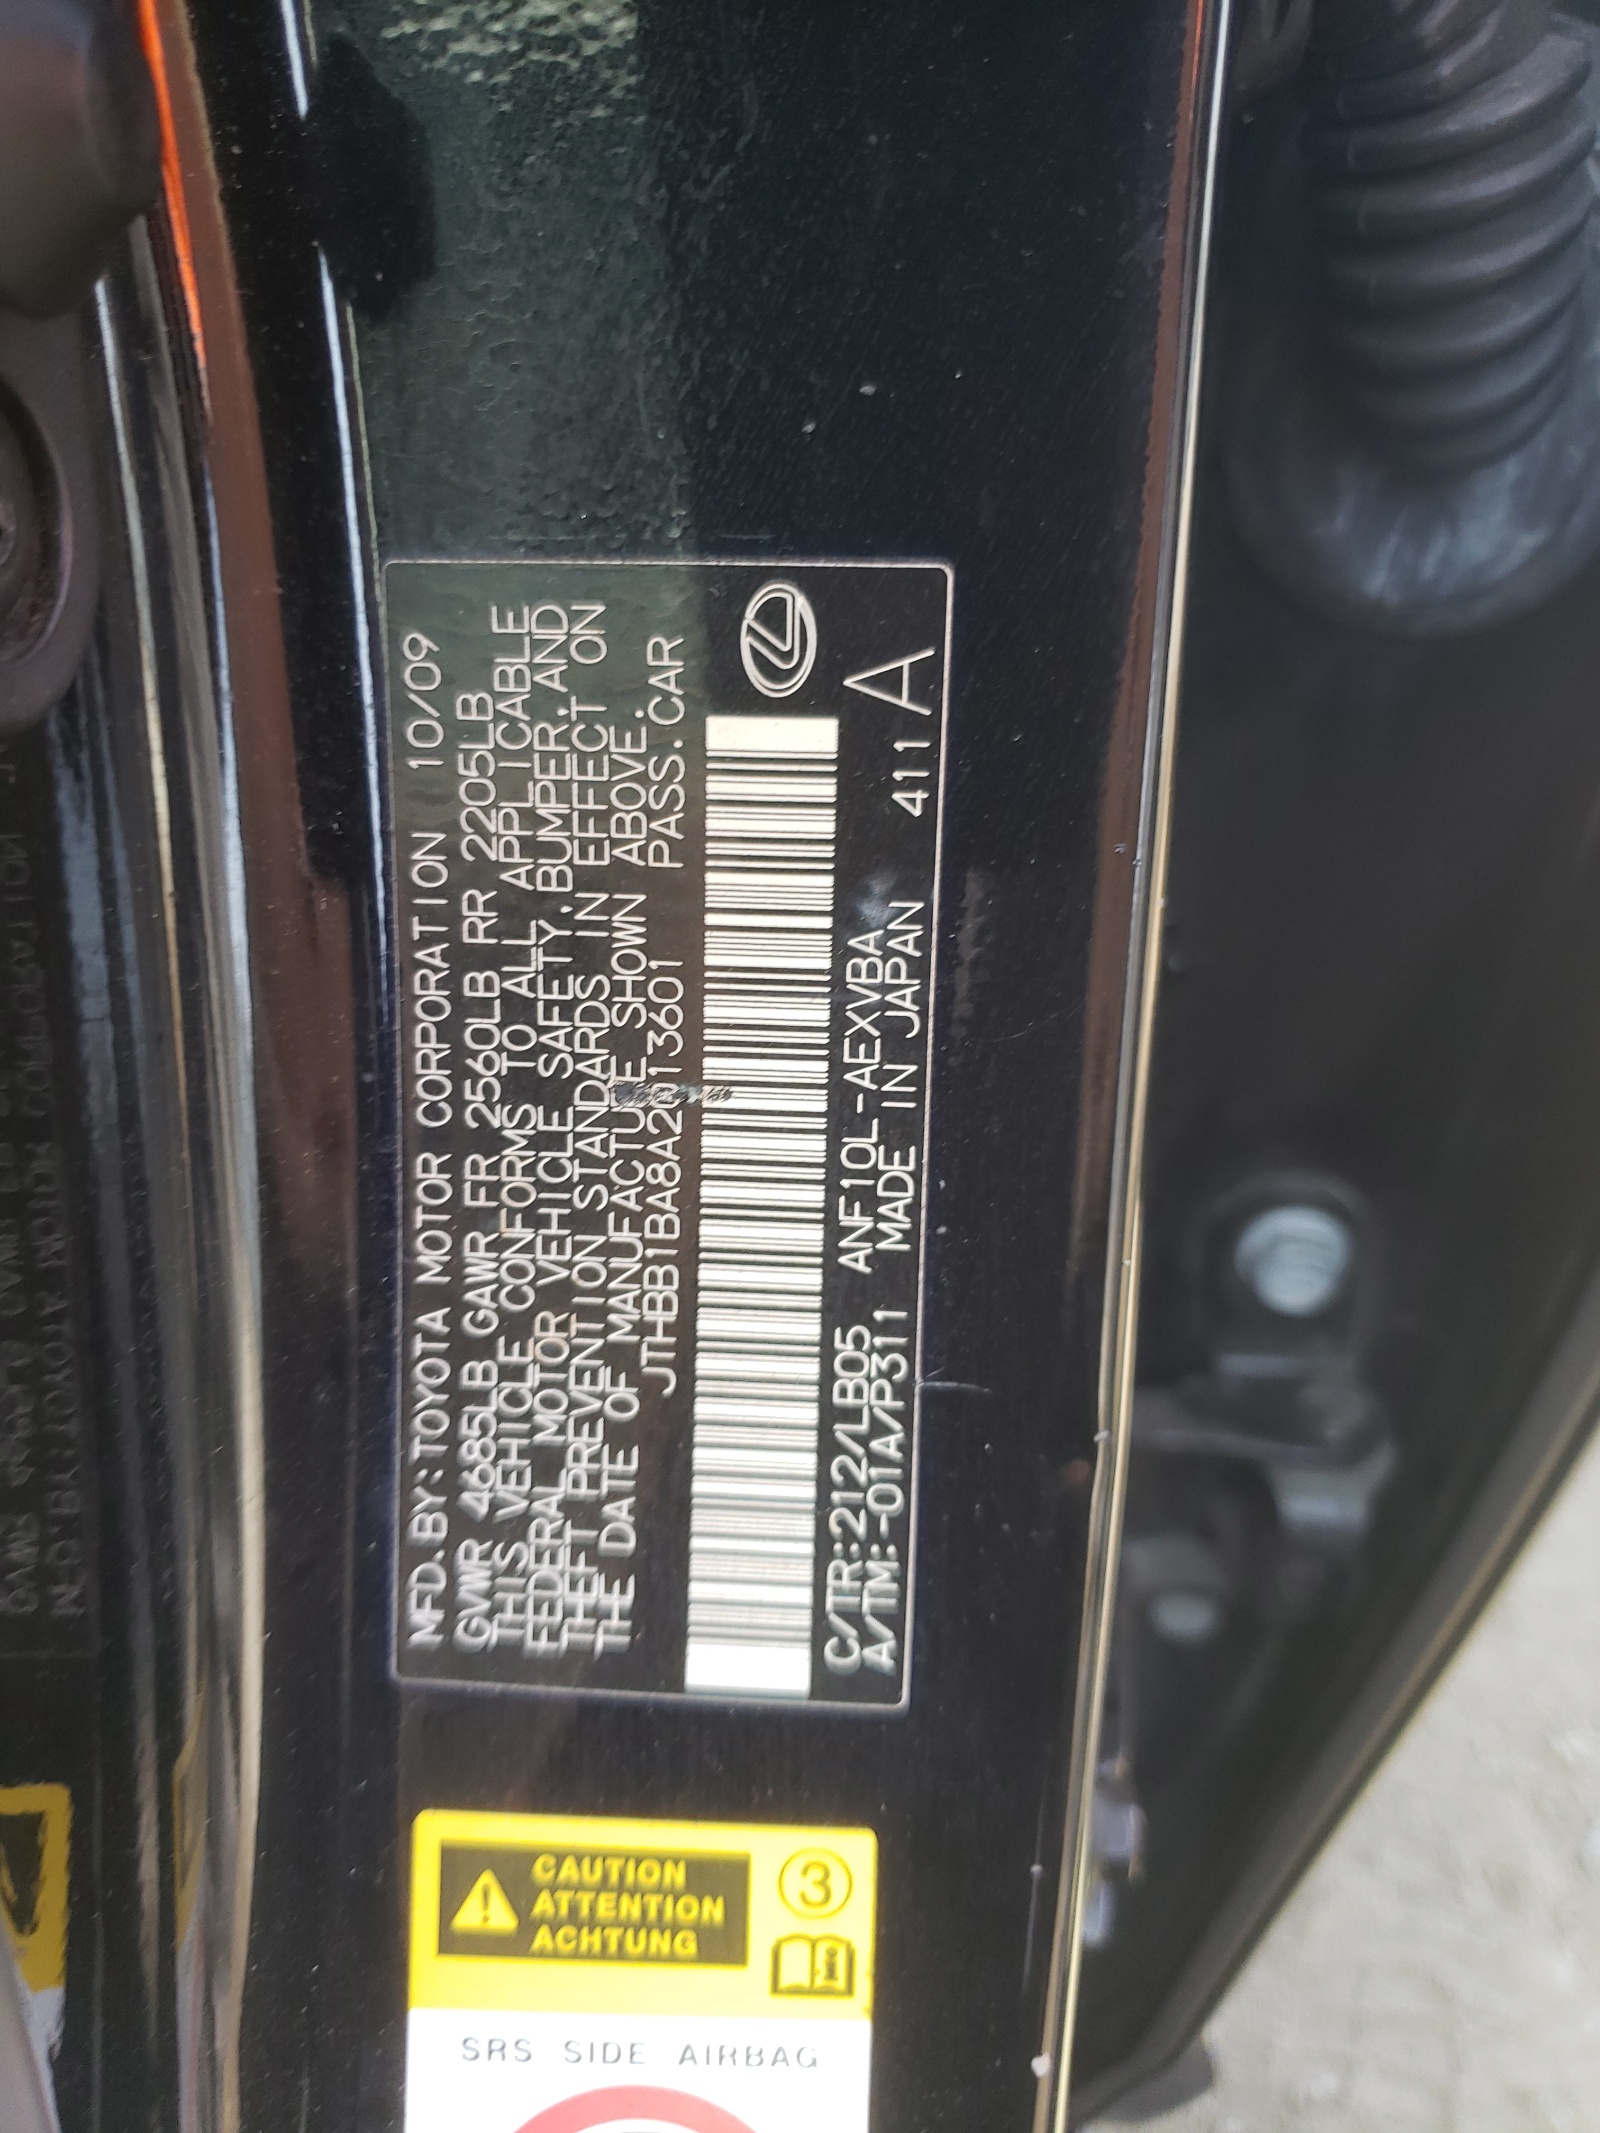 MFD.BY:TOYOTA MOTOR CORPORATION 10/09
GVWR 4685LB GAWR FR 2560LB RR 2205LB
THIS VEHICLE CONFORMS TO ALL APPLICABLE
FEDERAL MOTOR VEHICLE SAFETY,BUMPER,AND
THEFT PREVENTION STANDARDS IN EFFECT ON
THE DATE OF MANUFACTURE SHOWN ABOVE.
JTHBB1BA8A2013601 PASS.CAR
C/TR:212/LB05 ANF10L-AEXVBA
A/TM:-01A/P311 MADE IN JAPAN 411 A
CAUTION
ATTENTION
ACHTUNG
3
SRS SIDE AIRBAG